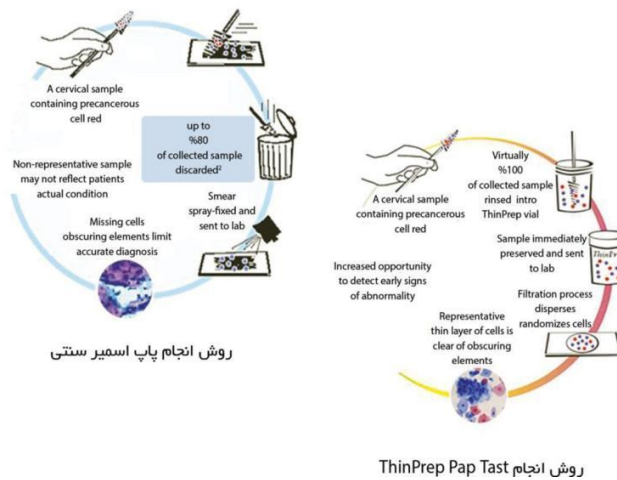 A cervical sample
containing precancerous
cell red
up to
%80
of collected sample
discarded²
Non-representative sample
may not reflect patients
actual condition
Smear
spray-fixed and
sent to lab
Missing cells
obscuring elements limit
accurate diagnosis
روش انجام پاپ اسمیر سنتی
A cervical sample
containing precancerous
cell red
Virtually
%100
of collected sample
rinsed intro
ThinPrep vial
Sample immediately
preserved and sent
to lab
ThinPre
Increased opportunity
to detect early signs
of abnormality
Filtration process
disperses
randomizes cells
Representative
thin layer of cells is
clear of obscuring
elements
روش انجام ThinPrep Pap Tast